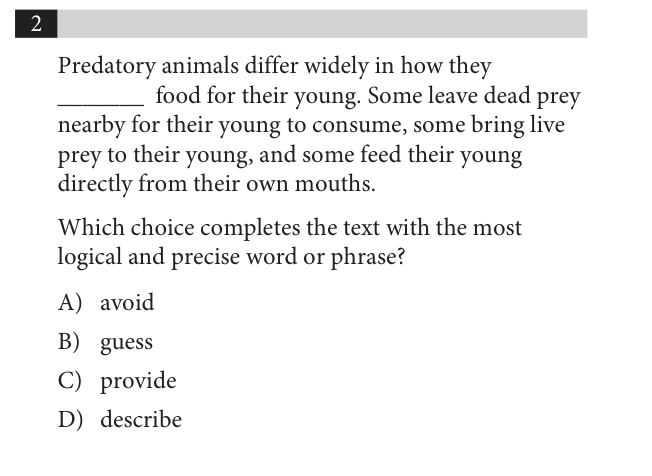 2
Predatory animals differ widely in how they
_______ food for their young. Some leave dead prey
nearby for their young to consume, some bring live
prey to their young, and some feed their young
directly from their own mouths.
Which choice completes the text with the most
logical and precise word or phrase?
A) avoid
B) guess
C) provide
D) describe